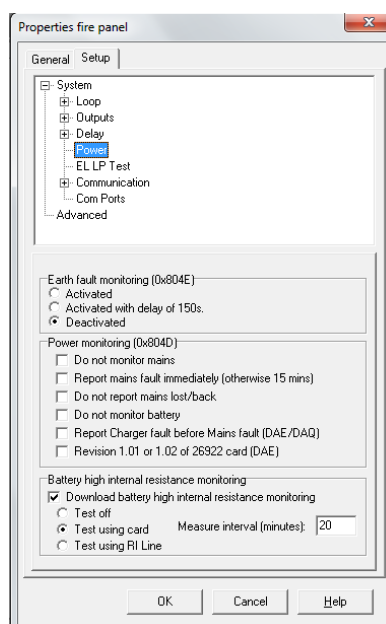 Properties fire panel
General Setup
System
Loop
Outputs
Delay
Power
EL LP Test
Communication
Com Ports
Advanced
Earth fault monitoring (0x804E)
Activated
Activated with delay of 150s.
Deactivated
Power monitoring (0x804D)
Do not monitor mains
Report mains fault immediately (otherwise 15 mins)
Do not report mains lost/back
Do not monitor battery
Report Charger fault before Mains fault (DAE/DAQ)
Revision 1.01 or 1.02 of 26922 card (DAE)
Battery high internal resistance monitoring
Download battery high internal resistance monitoring
Test off
Test using card Measure interval (minutes): 20
Test using RI Line
OK Cancel Help